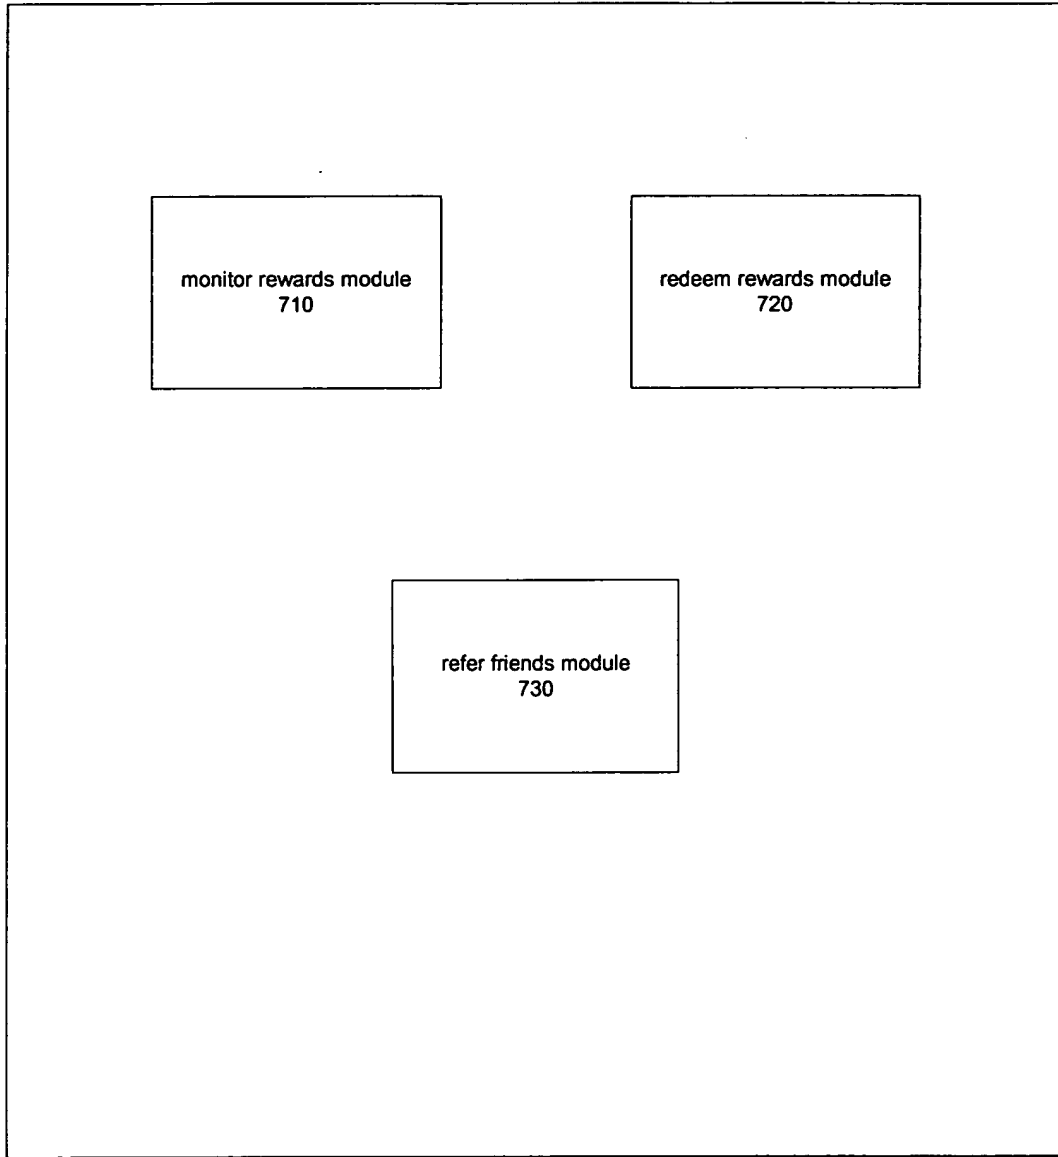 monitor rewards module
710
redeem rewards module
720
refer friends module
730